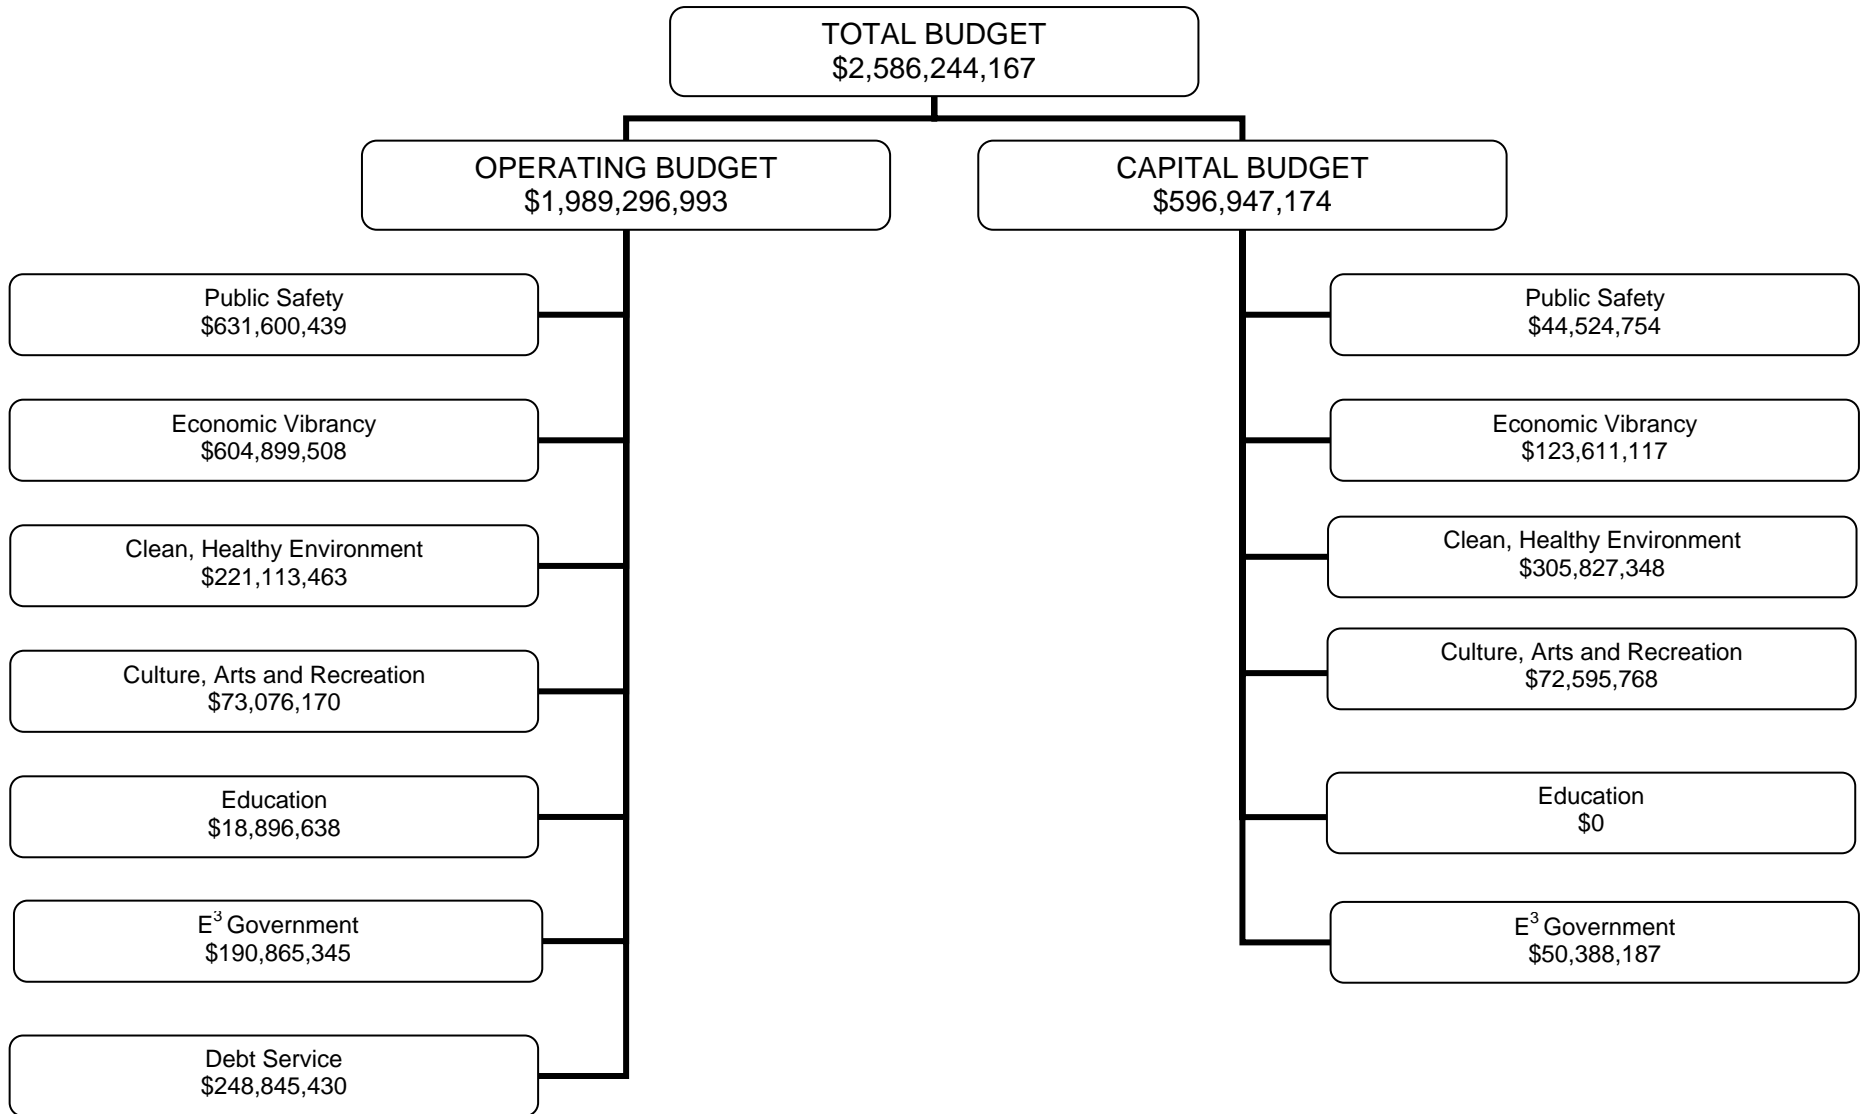 TOTAL BUDGET
$2,586,244,167
OPERATING BUDGET
$1,989,296,993
CAPITAL BUDGET
$596,947,174
Public Safety
$631,600,439
Economic Vibrancy
$604,899,508
Clean, Healthy Environment
$221,113,463
Culture, Arts and Recreation
$73,076,170
Education
$18,896,638
E³ Government
$190,865,345
Debt Service
$248,845,430
Public Safety
$44,524,754
Economic Vibrancy
$123,611,117
Clean, Healthy Environment
$305,827,348
Culture, Arts and Recreation
$72,595,768
Education
$0
E³ Government
$50,388,187